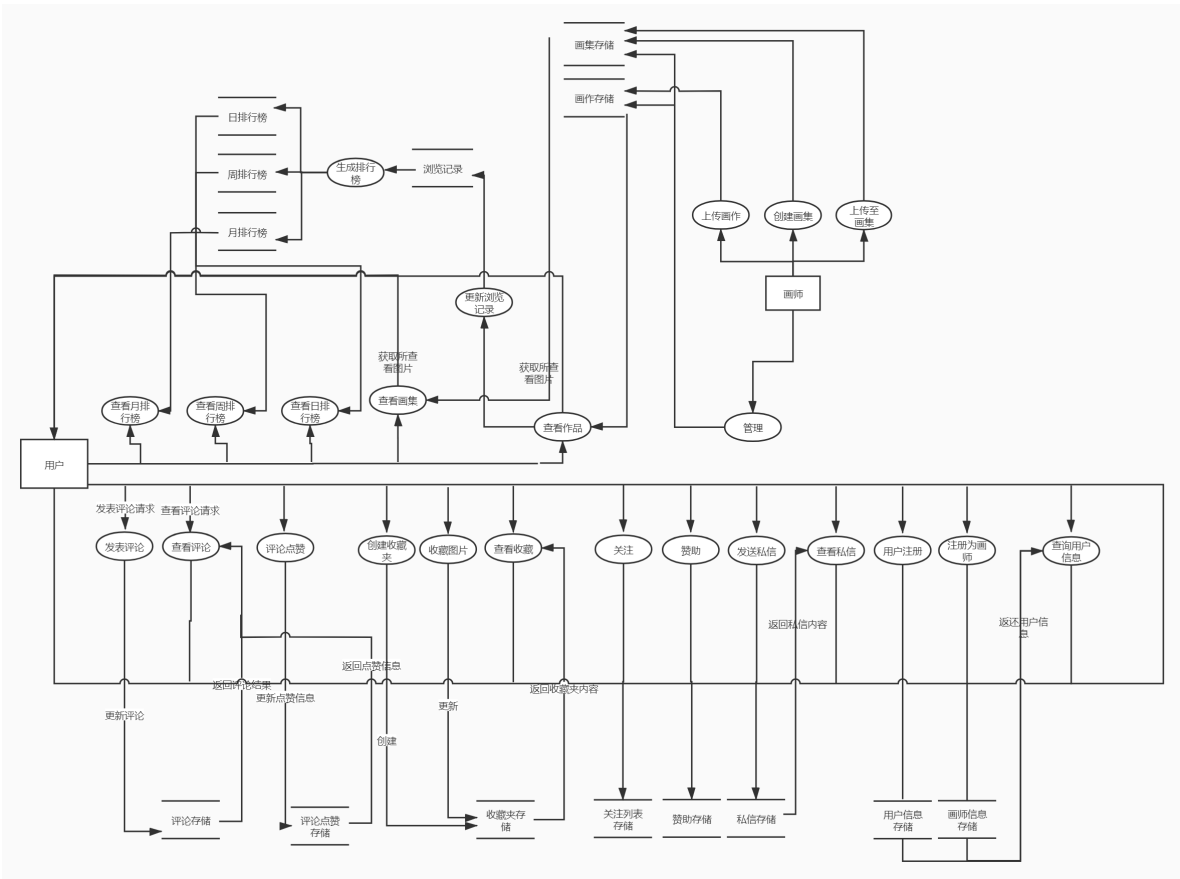 画集存储
画作存储
日排行榜
周排行榜
月排行榜
生成排行
榜
浏览记录
上传画作
创建画集
上传至
画集
画师
更新浏览
记录
获取所查
看图片
获取所查
看图片
查看月排
行榜
查看周排
行榜
查看日排
行榜
查看画集
查看作品
管理
用户
发表评论请求
查看评论请求
发表评论
查看评论
评论点赞
创建收藏
夹
收藏图片
查看收藏
关注
赞助
发送私信
查看私信
用户注册
注册为画
师
查询用户
信息
返回私信内容
返还用户信
息
返回点赞信息
返回评论结果
更新点赞信息
返回收藏夹内容
更新评论
更新
创建
评论存储
评论点赞
存储
收藏夹存
储
关注列表
存储
赞助存储
私信存储
用户信息
存储
画师信息
存储